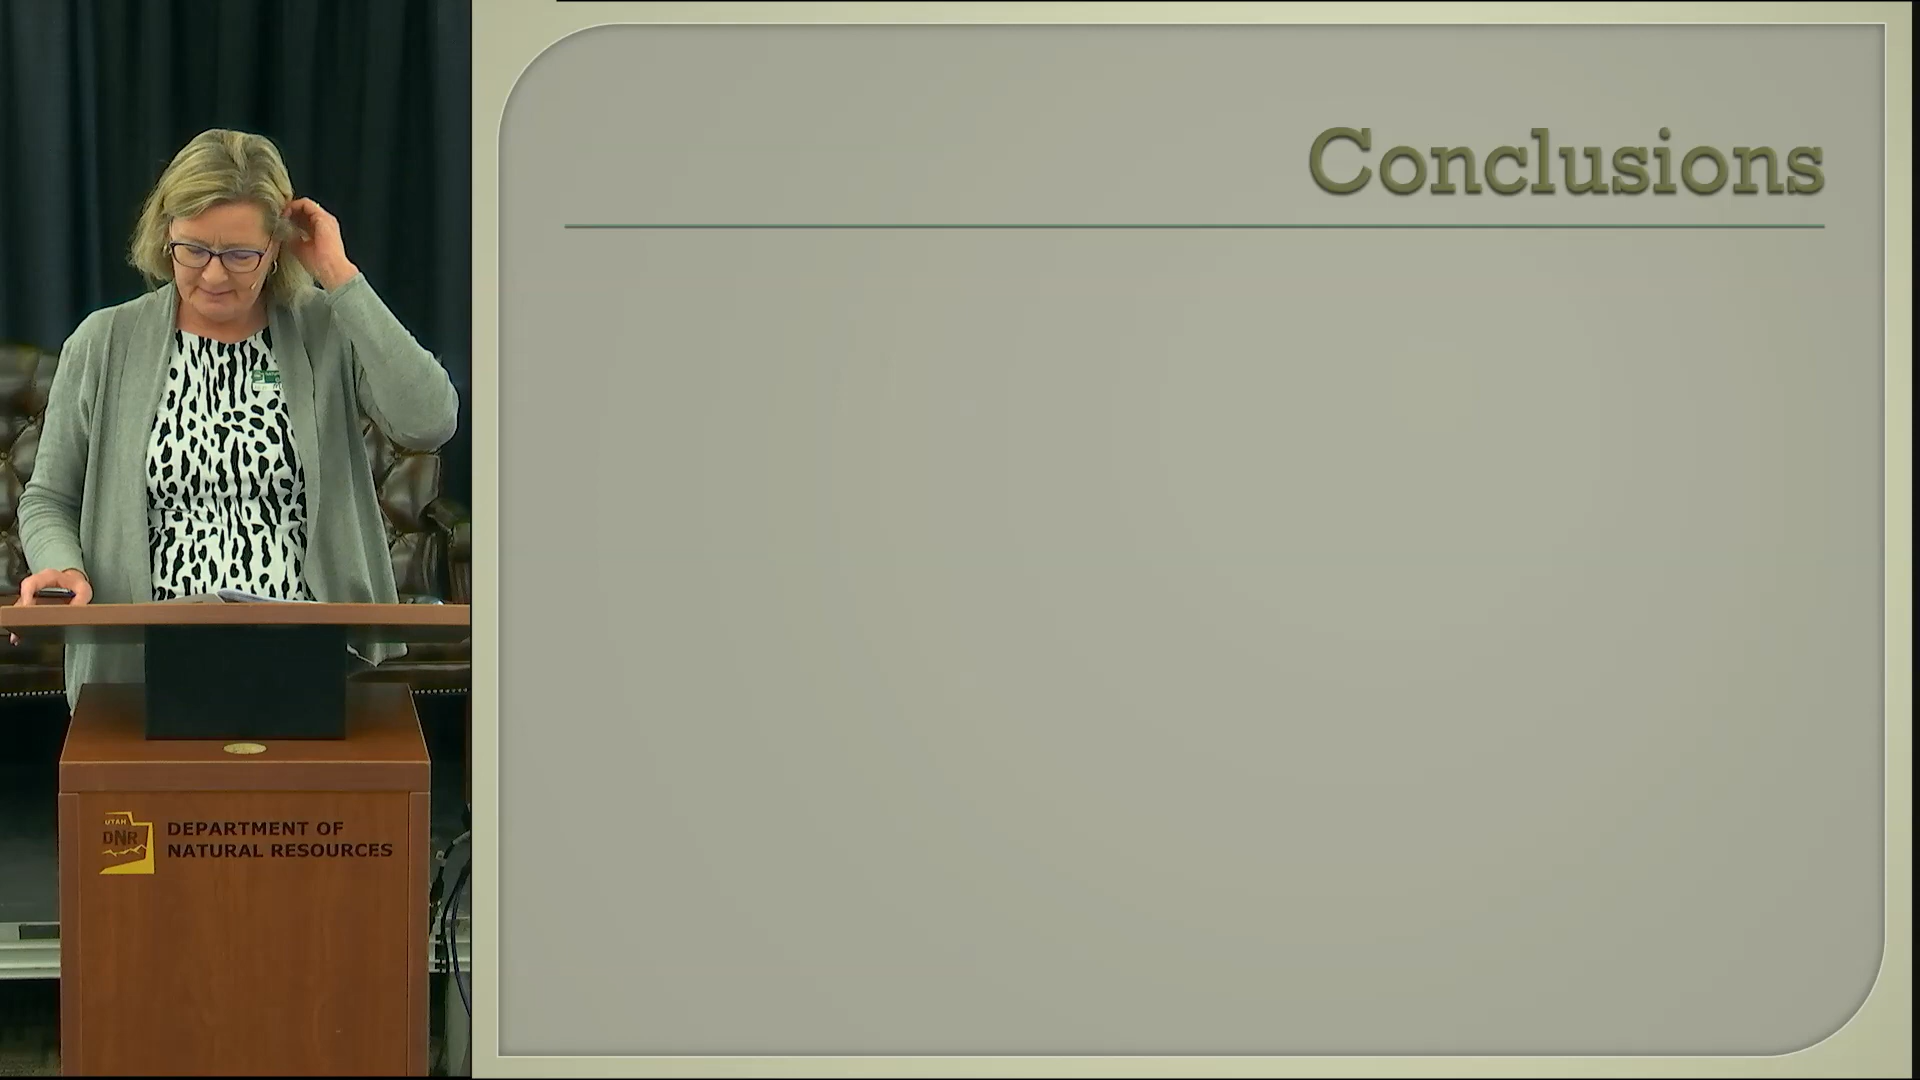 Conclusions
UTAH
DNR
DEPARTMENT OF
NATURAL RESOURCES